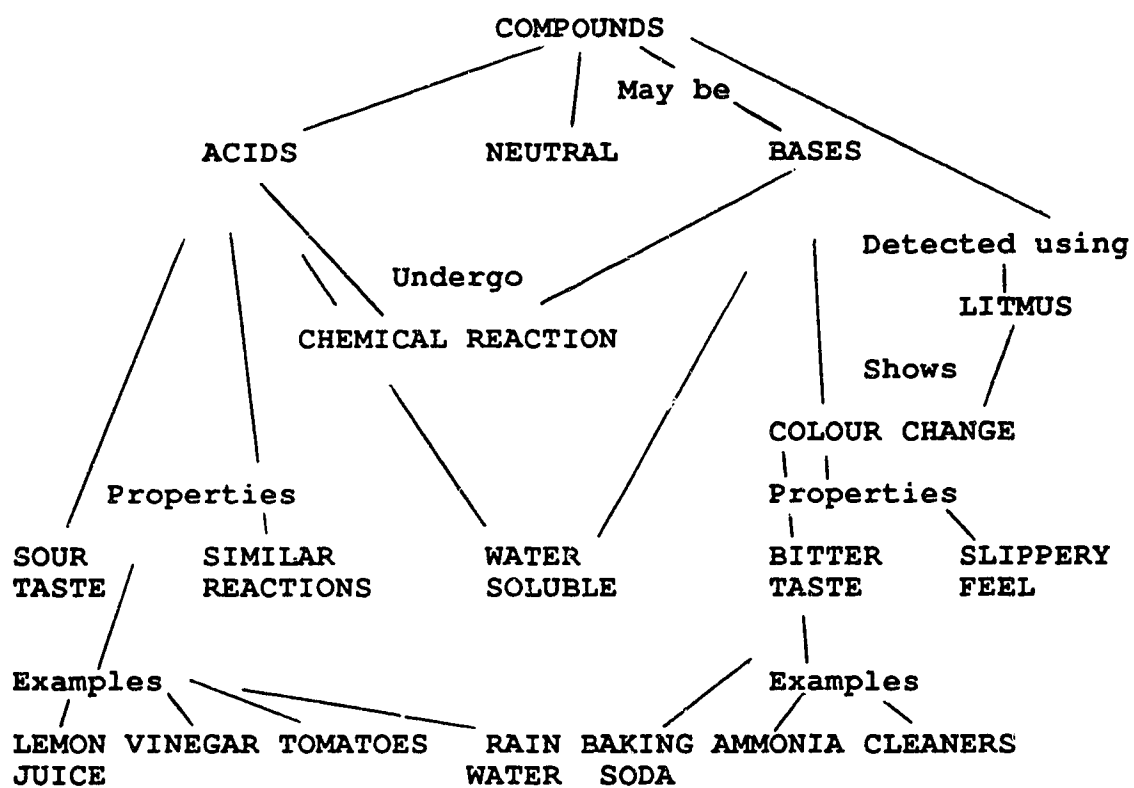 COMPOUNDS
May be
ACIDS NEUTRAL BASES
Detected using
Undergo
LITMUS
CHEMICAL REACTION
Shows
COLOUR CHANGE
Properties Properties
SOUR SIMILAR WATER BITTER SLIPPERY
TASTE REACTIONS SOLUBLE TASTE FEEL
Examples Examples
LEMON VINEGAR TOMATOES RAIN BAKING AMMONIA CLEANERS
JUICE WATER SODA